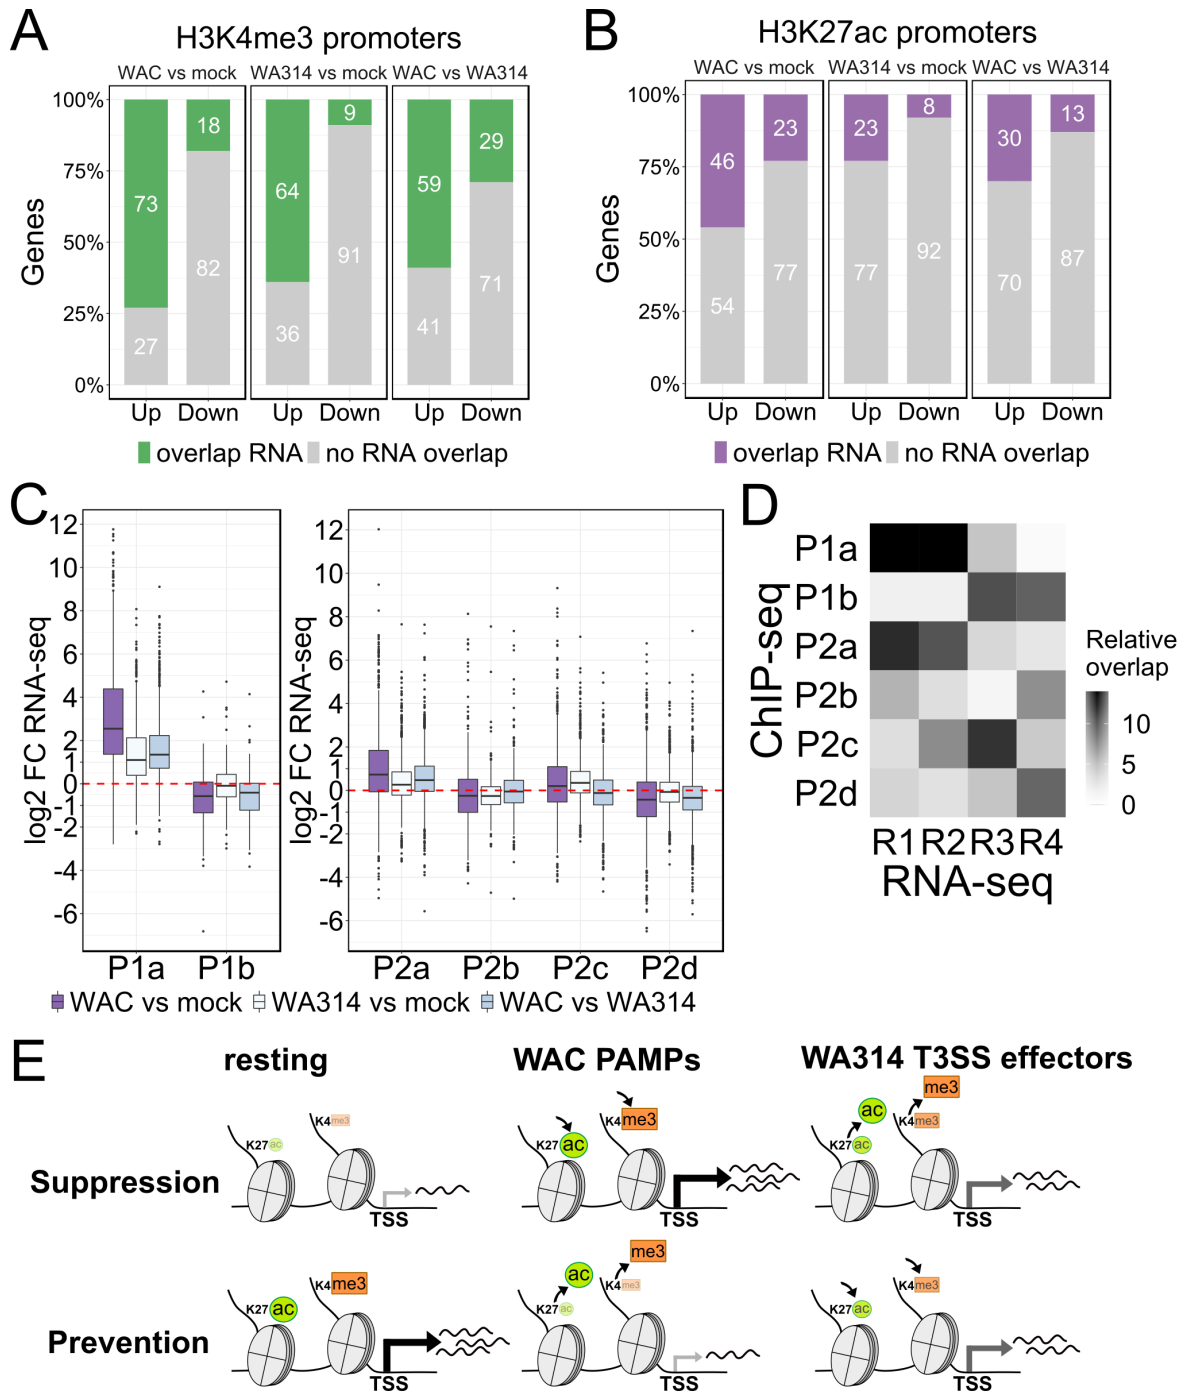 A
H3K4me3 promoters
WAC vs mock WA314 vs mock WAC vs WA314
100%
75%
50%
25%
0%
Genes
73 18 64 9 59 29
27 82 36 91 41 71
Up Down Up Down Up Down
overlap RNA no RNA overlap
B
H3K27ac promoters
WAC vs mock WA314 vs mock WAC vs WA314
100%
75%
50%
25%
0%
Genes
46 23 23 8 30 13
54 77 77 92 70 87
Up Down Up Down Up Down
overlap RNA no RNA overlap
C
log2 FC RNA-seq
12
10
8
6
4
2
1
0
-1
-2
-4
-6
P1a P1b
log2 FC RNA-seq
12
10
8
6
4
2
1
0
-1
-2
-4
-6
P2a P2b P2c P2d
WAC vs mock WA314 vs mock WAC vs WA314
D
ChIP-seq
P1a
P1b
P2a
P2b
P2c
P2d
R1 R2 R3 R4
RNA-seq
Relative
overlap
10
5
0
E
resting WAC PAMPs WA314 T3SS effectors
Suppression
K27 ac K4 me3 TSS
K27 ac K4 me3 TSS
K27 ac ac K4 me3 me3 TSS
Prevention
K27 ac K4 me3 TSS
K27 ac ac K4 me3 me3 TSS
K27 ac K4 me3 TSS